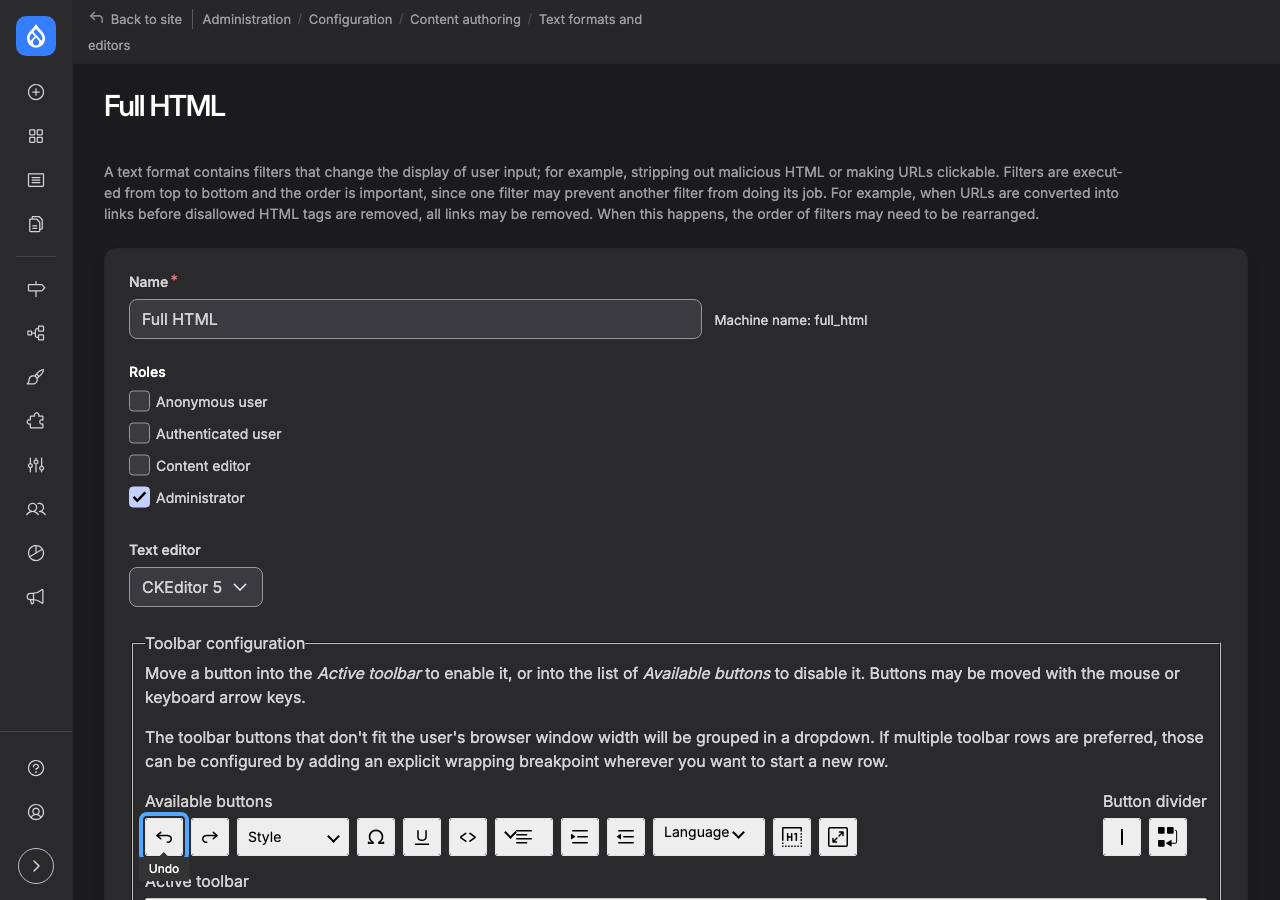 Back to site Administration / Configuration / Content authoring / Text formats and
editors
Full HTML
A text format contains filters that change the display of user input; for example, stripping out malicious HTML or making URLs clickable. Filters are execut-
ed from top to bottom and the order is important, since one filter may prevent another filter from doing its job. For example, when URLs are converted into
links before disallowed HTML tags are removed, all links may be removed. When this happens, the order of filters may need to be rearranged.
Name *
Full HTML
Machine name: full_html
Roles
Anonymous user
Authenticated user
Content editor
Administrator
Text editor
CKEditor 5
Toolbar configuration
Move a button into the Active toolbar to enable it, or into the list of Available buttons to disable it. Buttons may be moved with the mouse or
keyboard arrow keys.
The toolbar buttons that don't fit the user's browser window width will be grouped in a dropdown. If multiple toolbar rows are preferred, those
can be configured by adding an explicit wrapping breakpoint wherever you want to start a new row.
Available buttons
Button divider
Style Ω U <> Language H1
Undo
Active toolbar